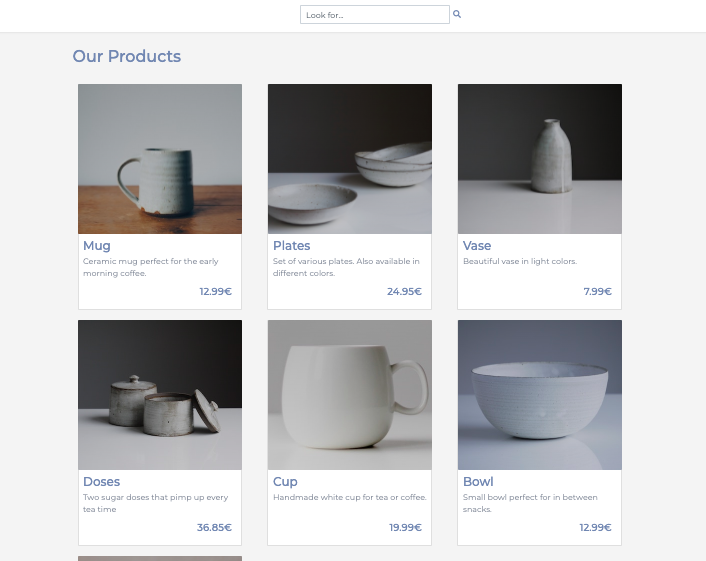 Look for...
Our Products
Mug
Ceramic mug perfect for the early
morning coffee.
12.99€
Plates
Set of various plates. Also available in
different colors.
24.95€
Vase
Beautiful vase in light colors.
7.99€
Doses
Two sugar doses that pimp up every
tea time
36.85€
Cup
Handmade white cup for tea or coffee.
19.99€
Bowl
Small bowl perfect for in between
snacks.
12.99€